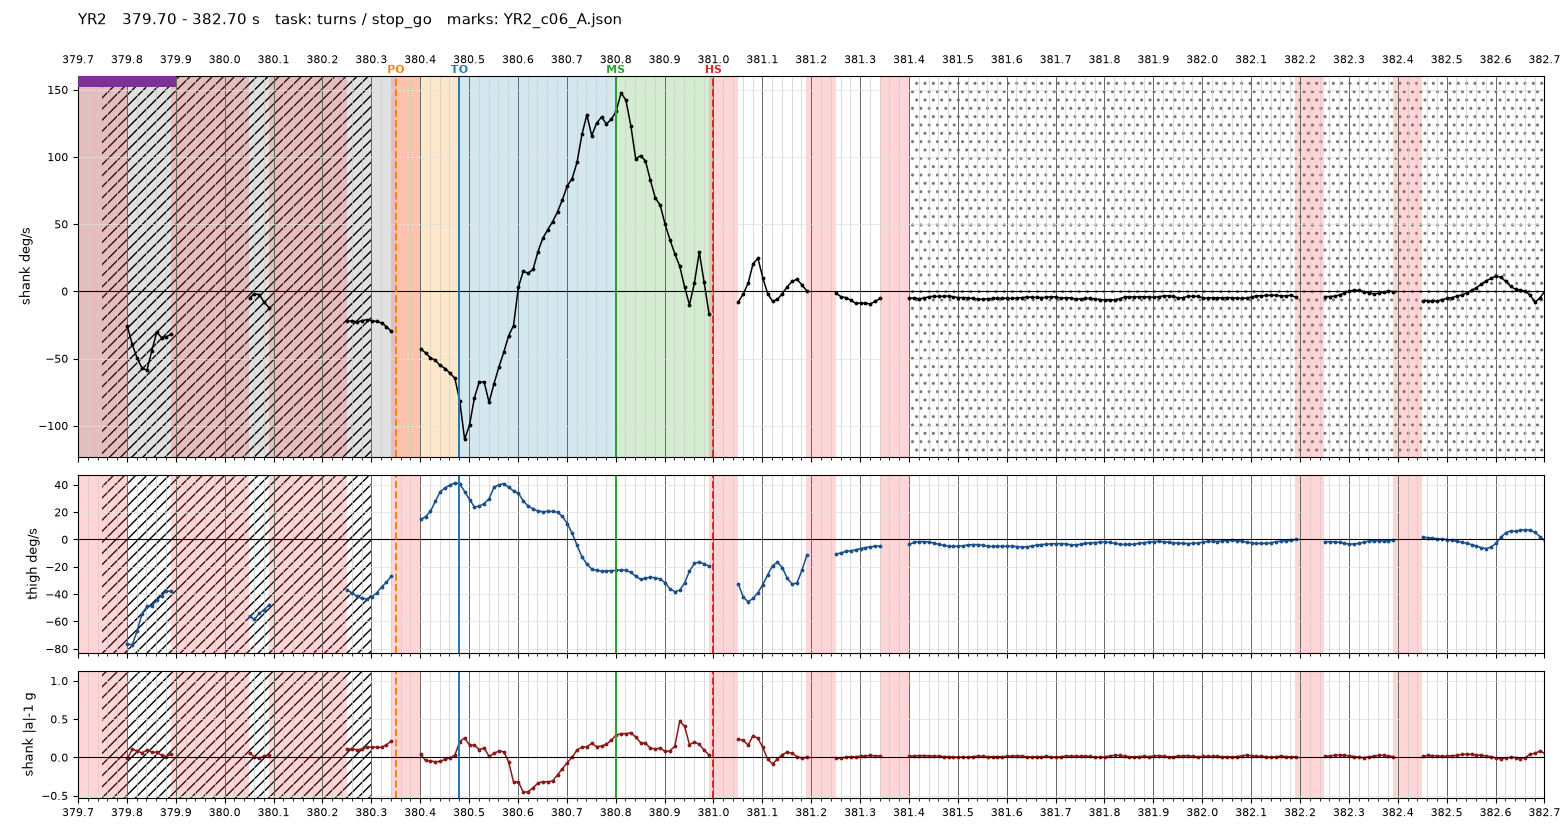 YR2   379.70 - 382.70 s   task: turns / stop_go   marks: YR2_c06_A.json
379.7 379.8 379.9 380.0 380.1 380.2 380.3 380.4 380.5 380.6 380.7 380.8 380.9 381.0 381.1 381.2 381.3 381.4 381.5 381.6 381.7 381.8 381.9 382.0 382.1 382.2 382.3 382.4 382.5 382.6 382.7
PO TO MS HS
shank deg/s
150
100
50
0
−50
−100
thigh deg/s
40
20
0
−20
−40
−60
−80
shank |a|-1 g
1.0
0.5
0.0
−0.5
379.7 379.8 379.9 380.0 380.1 380.2 380.3 380.4 380.5 380.6 380.7 380.8 380.9 381.0 381.1 381.2 381.3 381.4 381.5 381.6 381.7 381.8 381.9 382.0 382.1 382.2 382.3 382.4 382.5 382.6 382.7